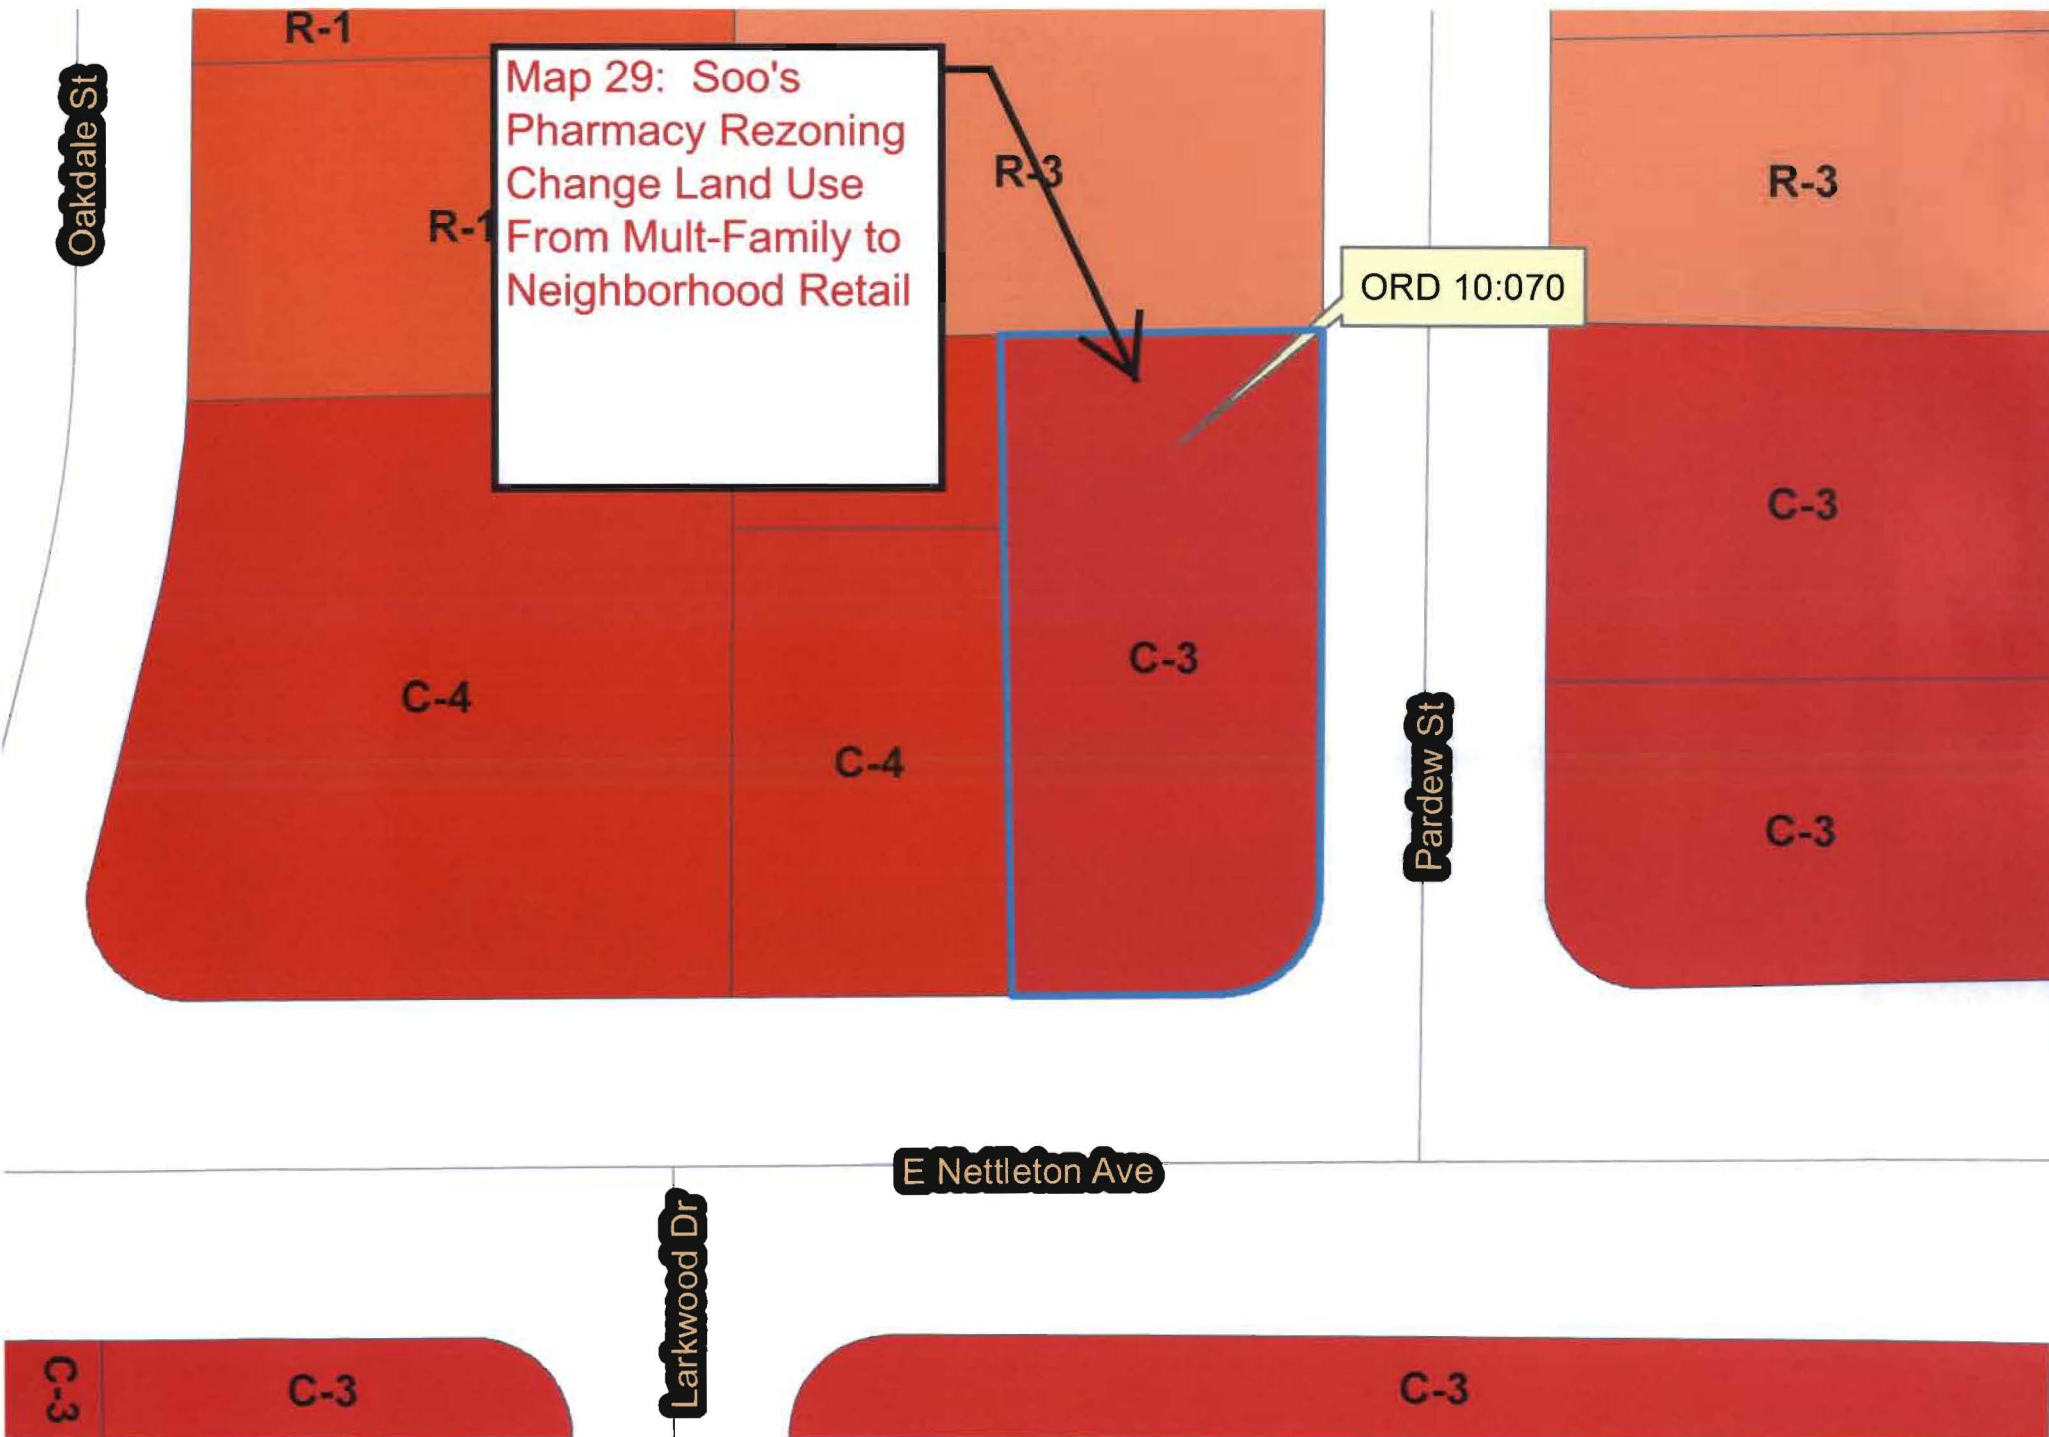 R-1
Oakdale St
Map 29: Soo's
Pharmacy Rezoning
Change Land Use
From Mult-Family to
Neighborhood Retail
R-1
R-3
R-3
ORD 10:070
C-3
C-3
C-4
C-4
Pardew St
C-3
E Nettleton Ave
Larkwood Dr
C-3
C-3
C-3